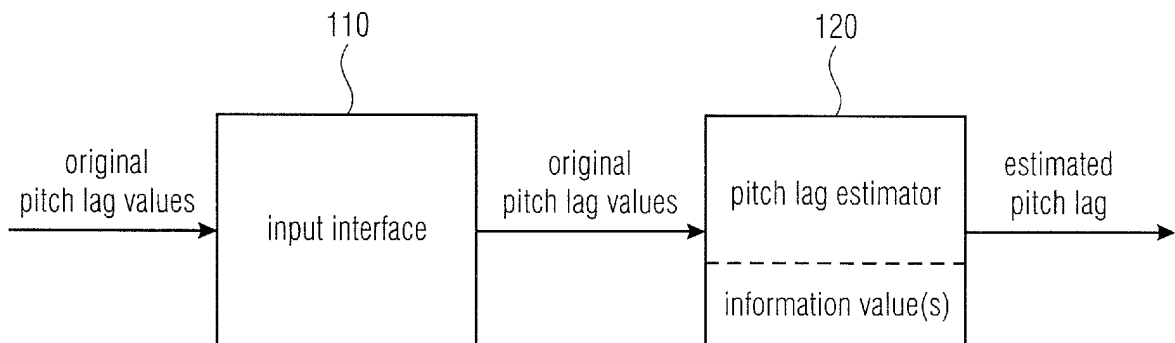 110
120
original
pitch lag values
input interface
original
pitch lag values
pitch lag estimator
information value(s)
estimated
pitch lag